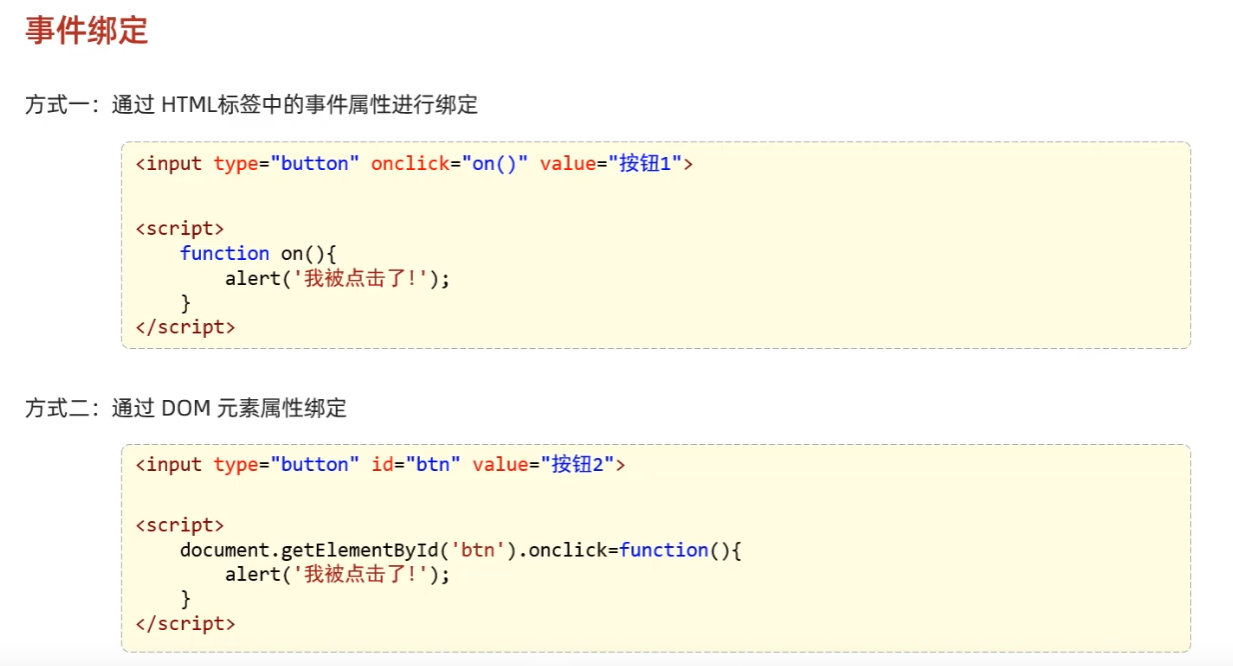 事件绑定
方式一：通过 HTML标签中的事件属性进行绑定
<input type="button" onclick="on()" value="按钮1">
<script>
    function on(){
        alert('我被点击了!');
    }
</script>
方式二：通过 DOM 元素属性绑定
<input type="button" id="btn" value="按钮2">
<script>
    document.getElementById('btn').onclick=function(){
        alert('我被点击了!');
    }
</script>